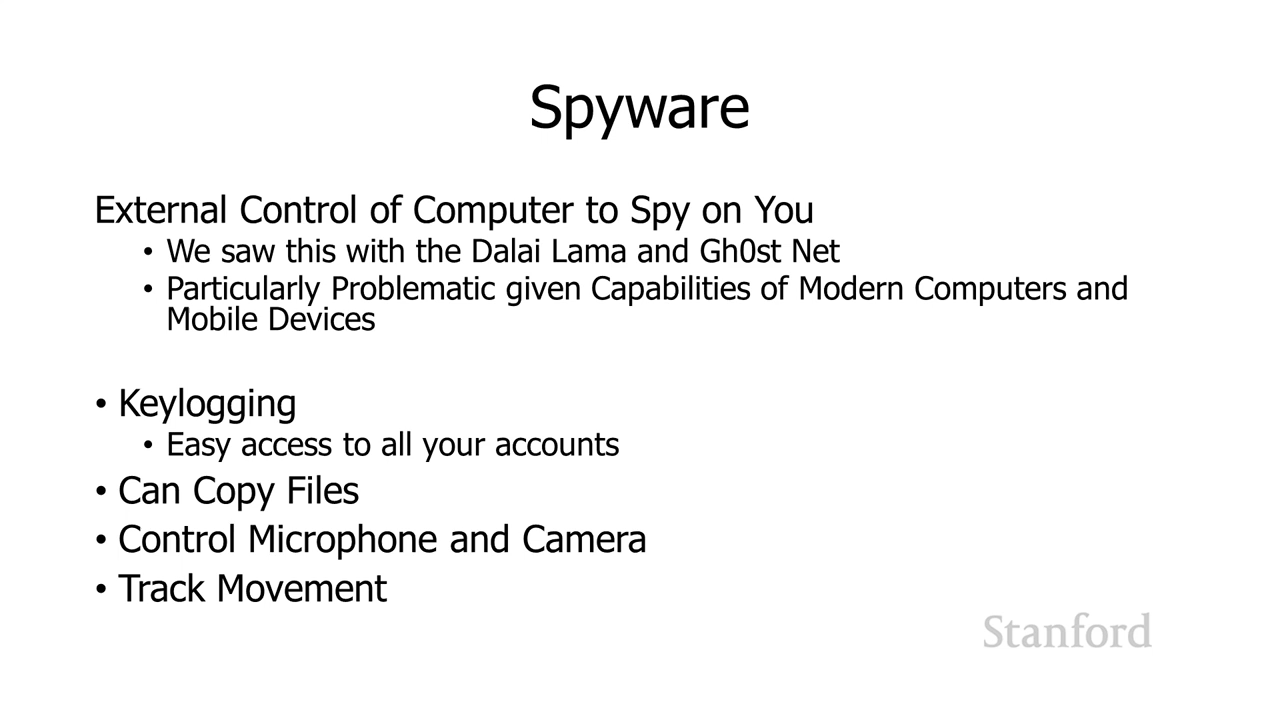 Spyware
External Control of Computer to Spy on You
• We saw this with the Dalai Lama and Gh0st Net
• Particularly Problematic given Capabilities of Modern Computers and
Mobile Devices
• Keylogging
• Easy access to all your accounts
• Can Copy Files
• Control Microphone and Camera
• Track Movement
Stanford